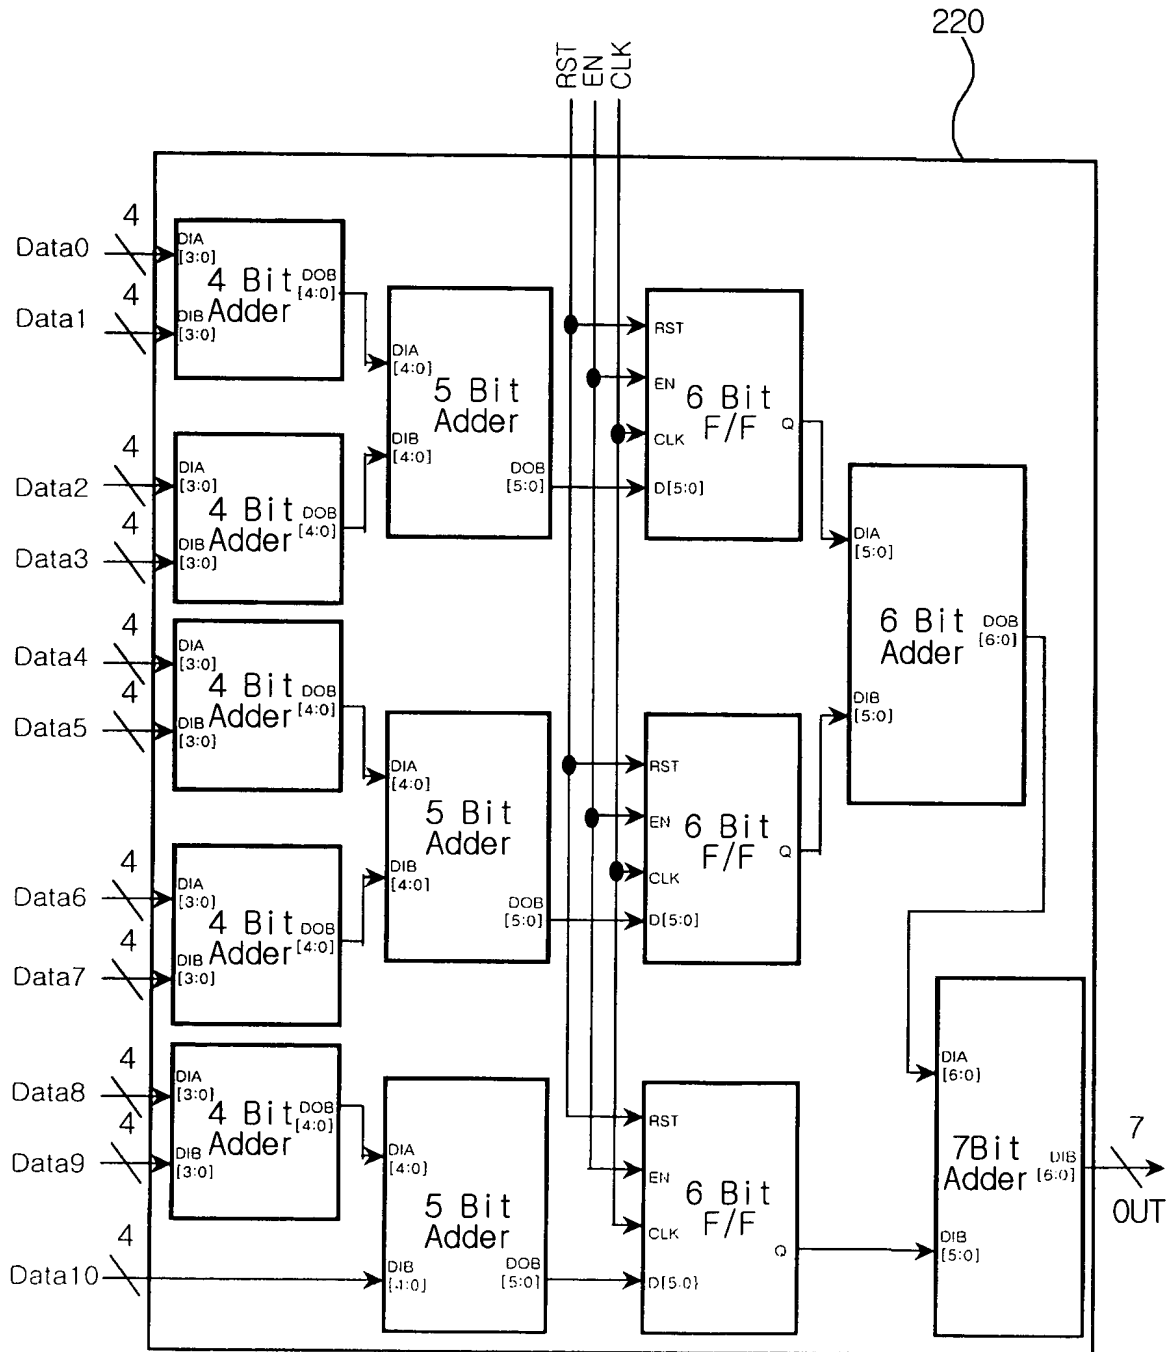 220
RST
EN
CLK
4
Data0
DIA
[3:0]
4 Bit
Adder
DOB
[4:0]
4
Data1
DIB
[3:0]
DIA
[4:0]
5 Bit
Adder
DIB
[4:0]
DOB
[5:0]
RST
EN
6 Bit
F/F
Q
CLK
D[5:0]
4
Data2
DIA
[3:0]
4 Bit
Adder
DOB
[4:0]
4
Data3
DIB
[3:0]
DIA
[5:0]
6 Bit
Adder
DOB
[6:0]
DIB
[5:0]
4
Data4
DIA
[3:0]
4 Bit
Adder
DOB
[4:0]
4
Data5
DIB
[3:0]
DIA
[4:0]
5 Bit
Adder
DIB
[4:0]
DOB
[5:0]
RST
EN
6 Bit
F/F
Q
CLK
D[5:0]
4
Data6
DIA
[3:0]
4 Bit
Adder
DOB
[4:0]
4
Data7
DIB
[3:0]
4
Data8
DIA
[3:0]
4 Bit
Adder
DOB
[4:0]
4
Data9
DIB
[3:0]
DIA
[4:0]
5 Bit
Adder
DIB
[4:0]
DOB
[5:0]
4
Data10
RST
EN
6 Bit
F/F
CLK
Q
D[5:0]
DIA
[6:0]
7Bit
Adder
DIB
[6:0]
DIB
[5:0]
7
OUT